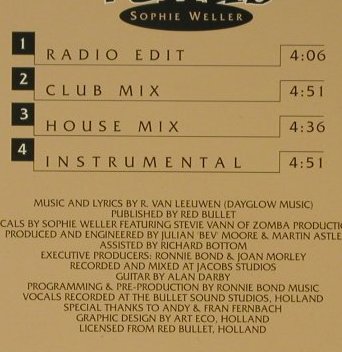 SOPHIE WELLER
1 RADIO EDIT 4:06
2 CLUB MIX 4:51
3 HOUSE MIX 4:36
4 INSTRUMENTAL 4:51
MUSIC AND LYRICS BY R. VAN LEEUWEN (DAYGLOW MUSIC)
PUBLISHED BY RED BULLET
CALS BY SOPHIE WELLER FEATURING STEVIE VANN OF ZOMBA PRODUCTIO
PRODUCED AND ENGINEERED BY JULIAN 'BEV' MOORE & MARTIN ASTLE
ASSISTED BY RICHARD BOTTOM
EXECUTIVE PRODUCERS: RONNIE BOND & JOAN MORLEY
RECORDED AND MIXED AT JACOBS STUDIOS
GUITAR BY ALAN DARBY
PROGRAMMING & PRE-PRODUCTION BY RONNIE BOND MUSIC
VOCALS RECORDED AT THE BULLET SOUND STUDIOS, HOLLAND
SPECIAL THANKS TO ANDY & FRAN FERNBACH
GRAPHIC DESIGN BY ART ECO, HOLLAND
LICENSED FROM RED BULLET, HOLLAND